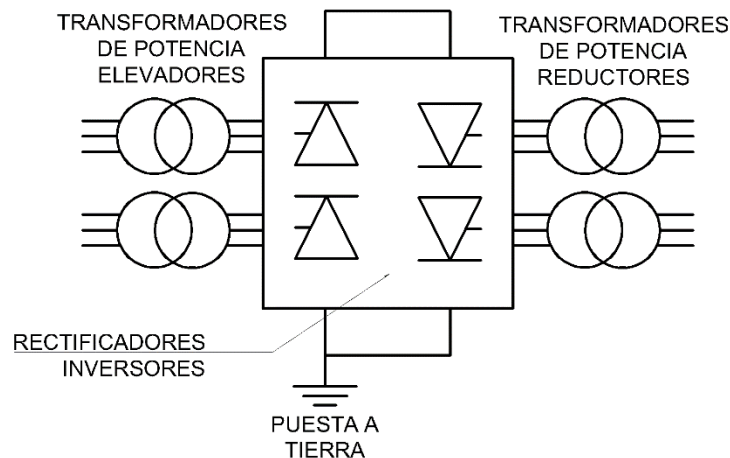 TRANSFORMADORES
DE POTENCIA
ELEVADORES
TRANSFORMADORES
DE POTENCIA
REDUCTORES
RECTIFICADORES
INVERSORES
PUESTA A
TIERRA